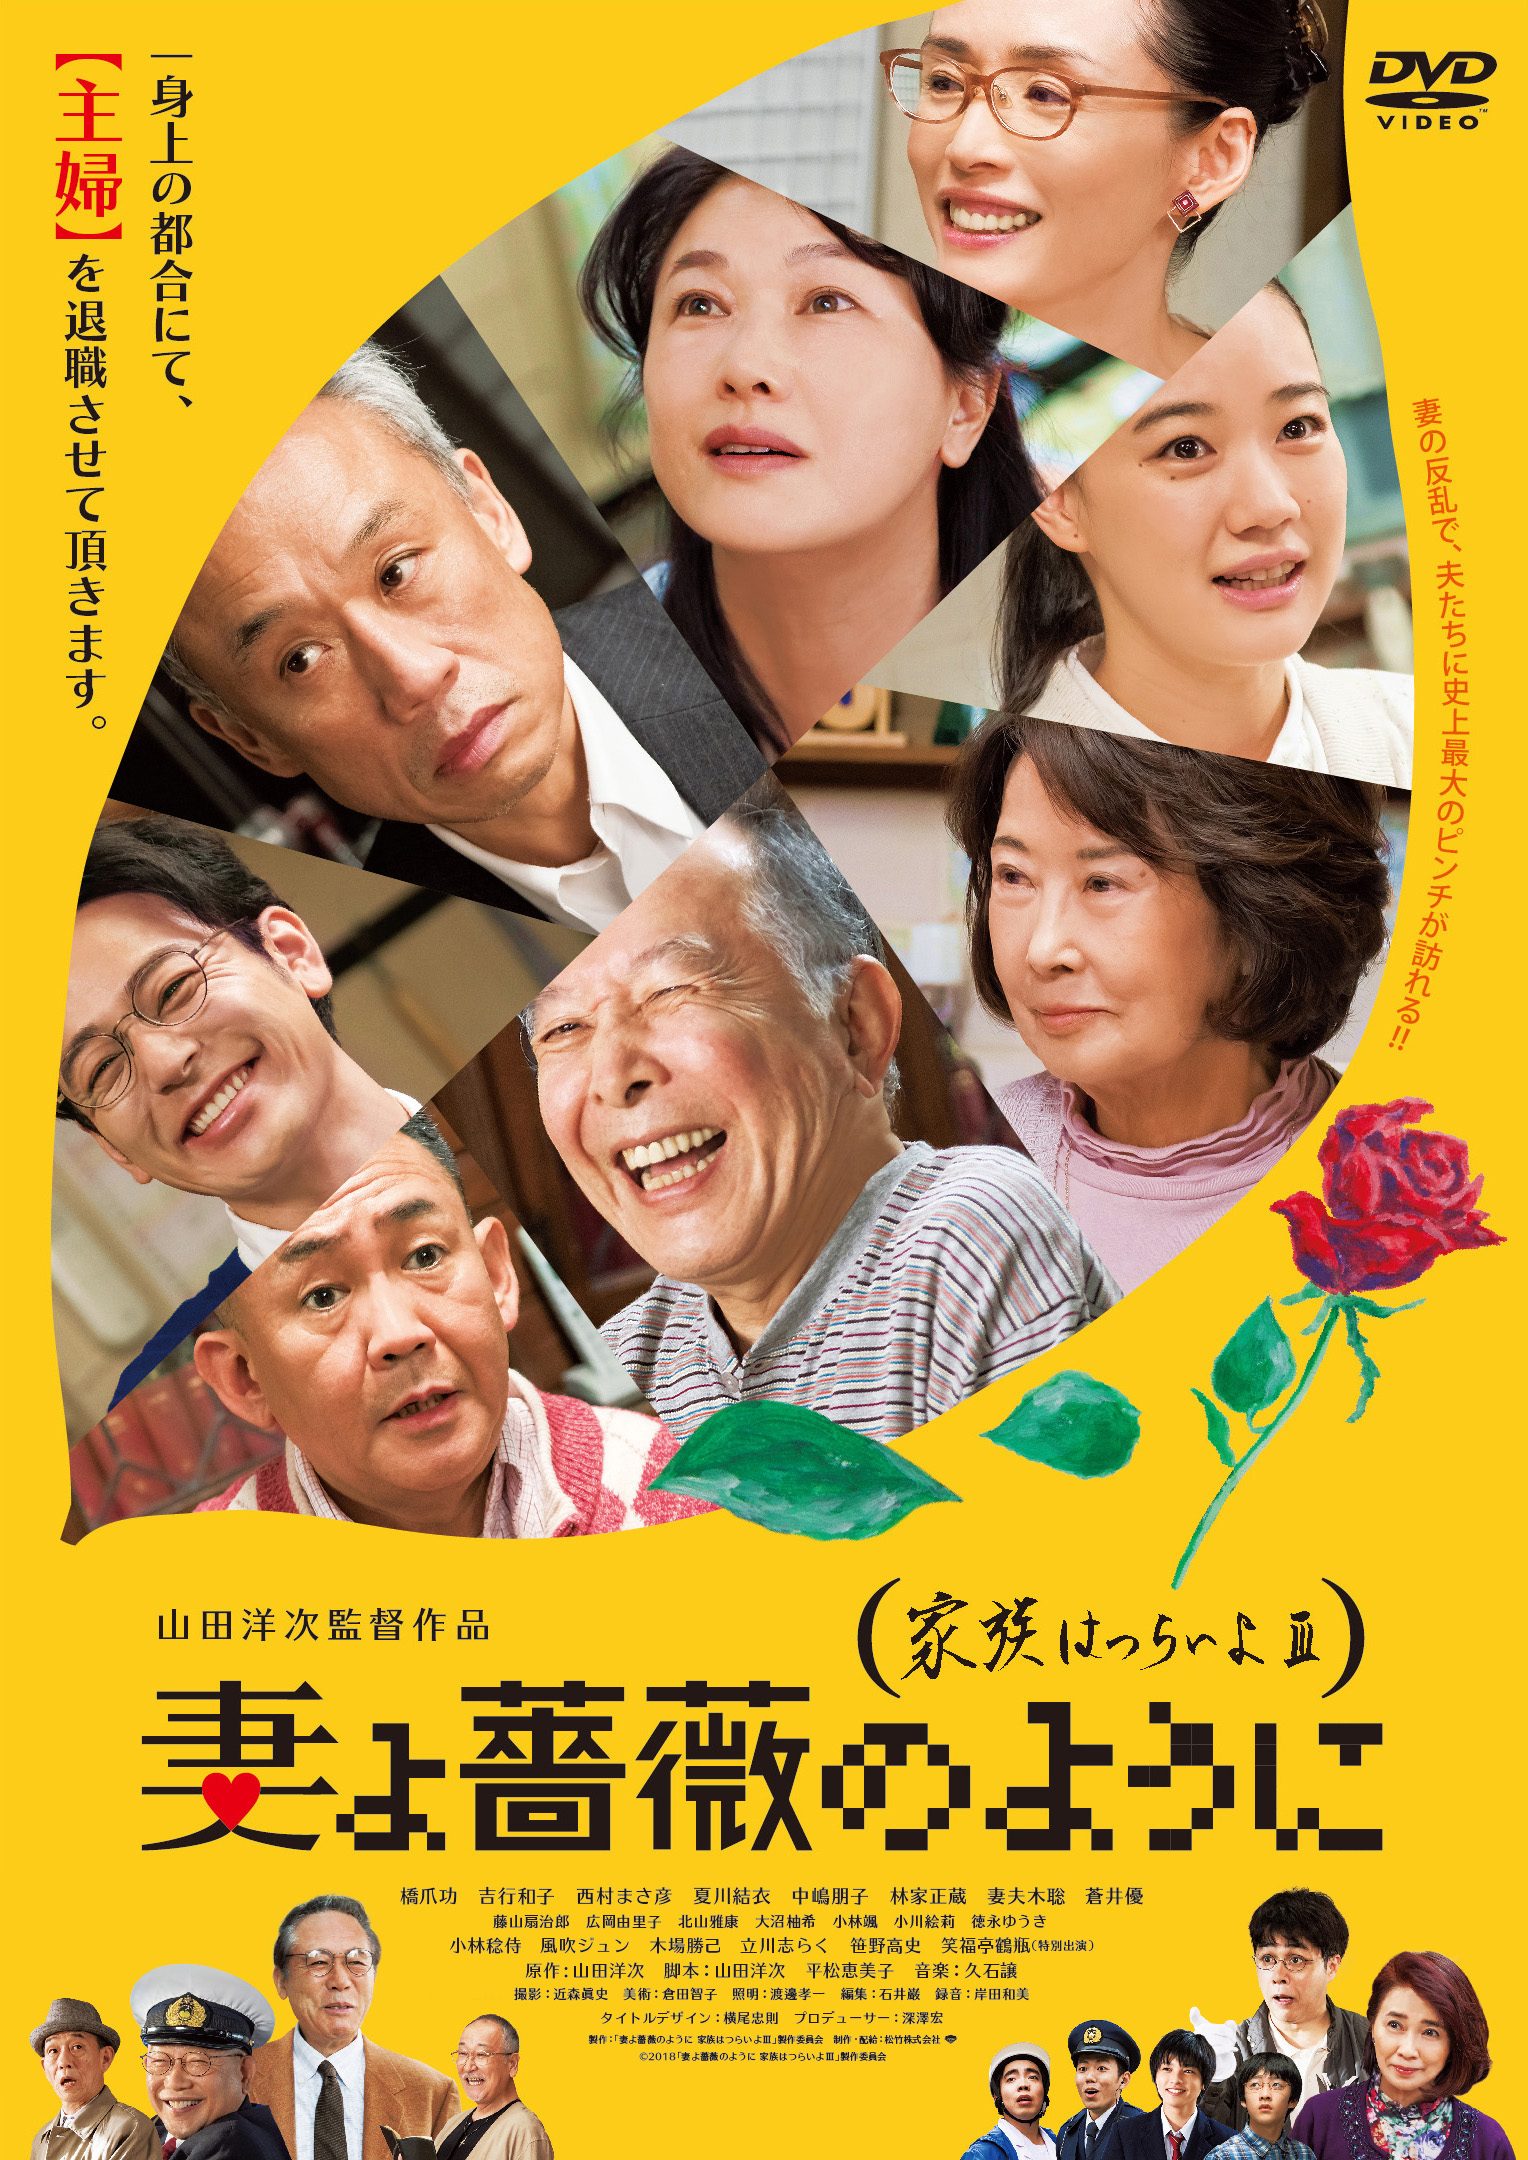 一身上の都合にて、
【主婦】を退職させて頂きます。
DVD
VIDEO™
妻の反乱で、夫たちに史上最大のピンチが訪れる!!
山田洋次監督作品
(家族はつらいよⅢ)
妻よ薔薇のように
橋爪功　吉行和子　西村まさ彦　夏川結衣　中嶋朋子　林家正蔵　妻夫木聡　蒼井優
藤山扇治郎　広岡由里子　北山雅康　大沼柚希　小林颯　小川絵莉　徳永ゆうき
小林稔侍　風吹ジュン　木場勝己　立川志らく　笹野高史　笑福亭鶴瓶(特別出演)
原作：山田洋次　脚本：山田洋次　平松恵美子　音楽：久石譲
撮影：近森眞史　美術：倉田智子　照明：渡邊孝一　編集：石井巌　録音：岸田和美
タイトルデザイン：横尾忠則　プロデューサー：深澤宏
製作：「妻よ薔薇のように 家族はつらいよⅢ」製作委員会　制作・配給：松竹株式会社
©2018「妻よ薔薇のように 家族はつらいよⅢ」製作委員会